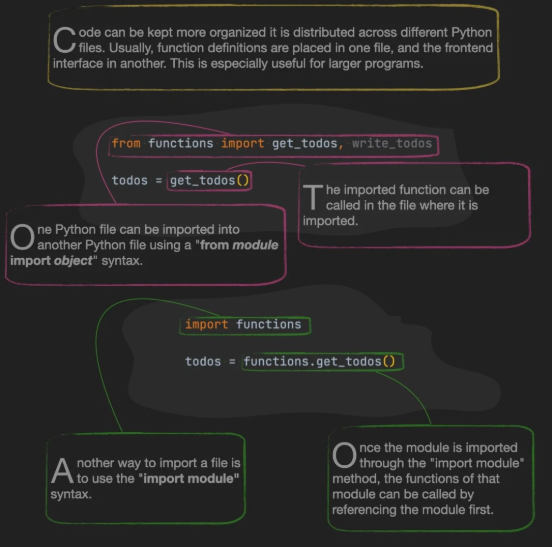 Code can be kept more organized it is distributed across different Python
files. Usually, function definitions are placed in one file, and the frontend
interface in another. This is especially useful for larger programs.
from functions import get_todos, write_todos
todos = get_todos()
The imported function can be
called in the file where it is
imported.
One Python file can be imported into
another Python file using a "from module
import object" syntax.
import functions
todos = functions.get_todos()
Another way to import a file is
to use the "import module"
syntax.
Once the module is imported
through the "import module"
method, the functions of that
module can be called by
referencing the module first.